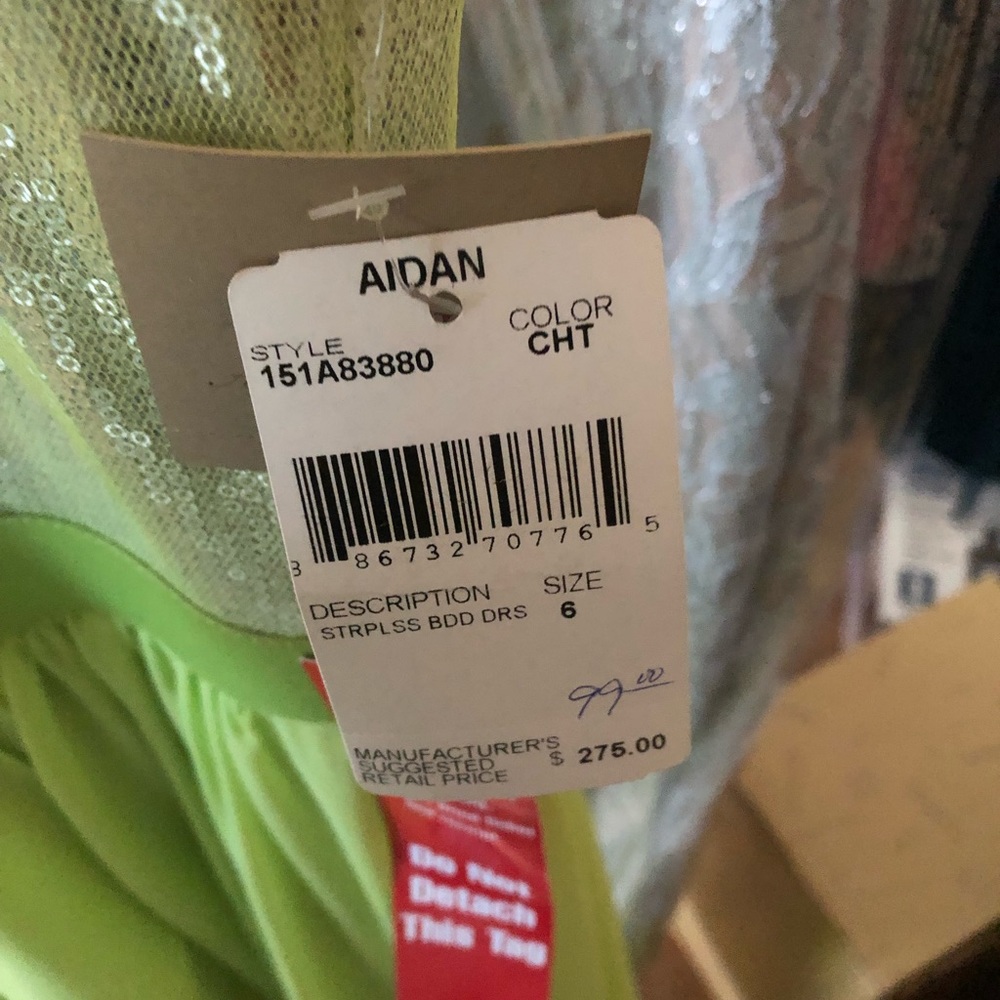 AIDAN
STYLE
151A83880
COLOR
CHT
8 86732 70776 5
DESCRIPTION
STRPLSS BDD DRS
SIZE
6
99.00
MANUFACTURER'S
SUGGESTED
RETAIL PRICE
$ 275.00
Do Not
Detach
This Tag